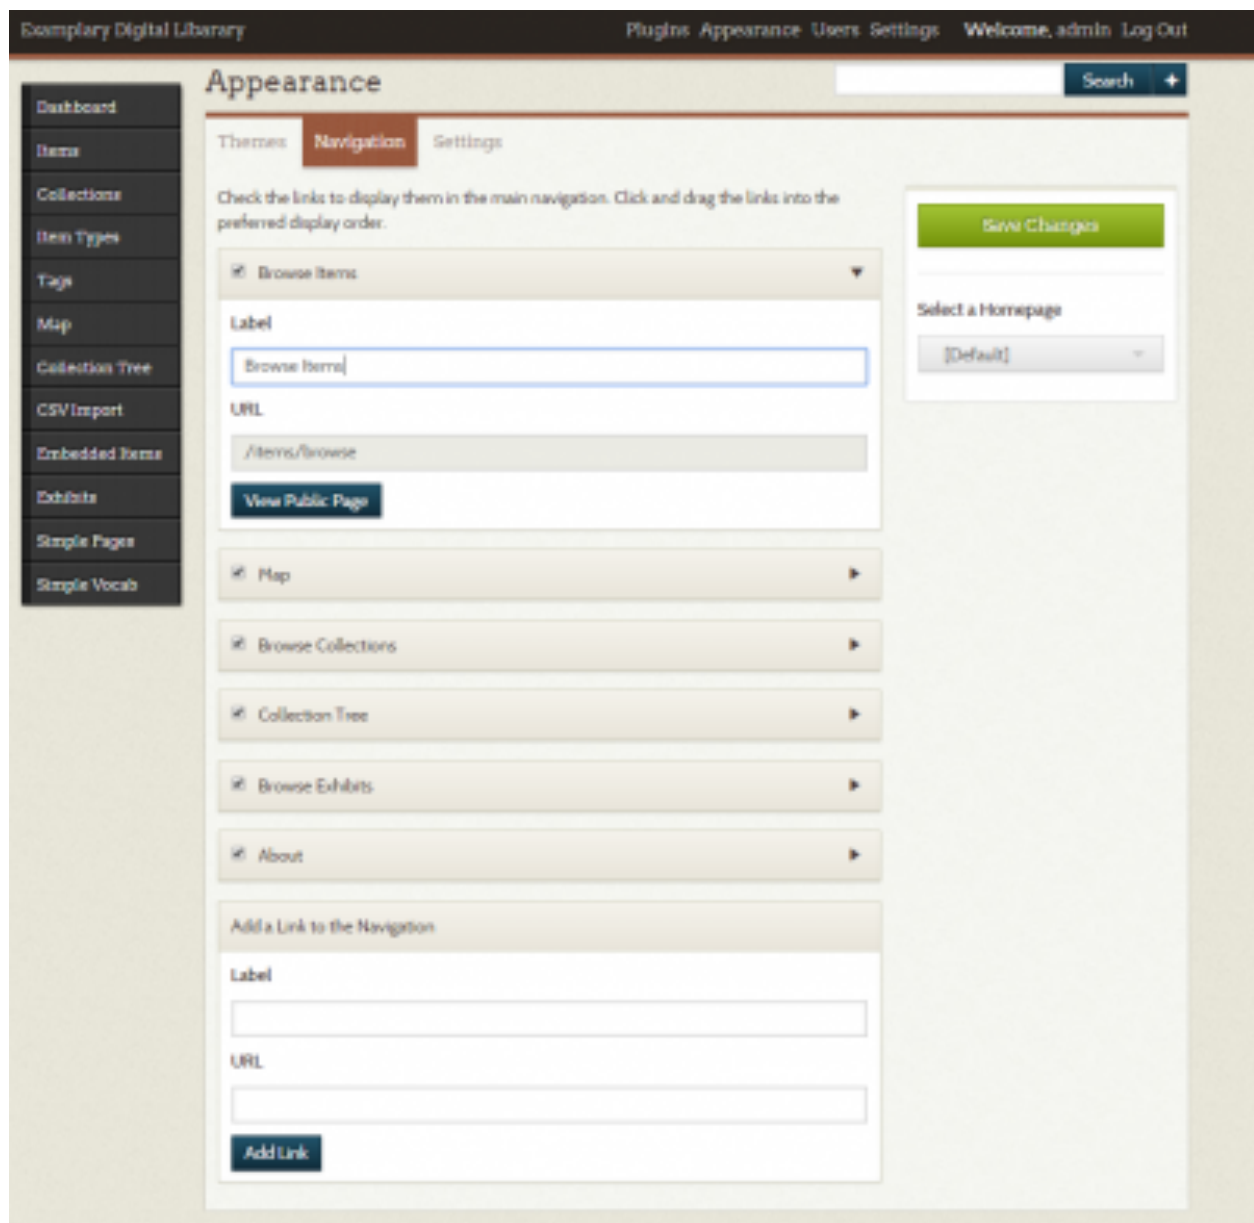 Examplary Digital Libarary
Plugins Appearance Users Settings Welcome, admin Log Out
Appearance
Search +
Dashboard
Items
Collections
Item Types
Tags
Map
Collection Tree
CSV Import
Embedded Items
Exhibits
Simple Pages
Simple Vocab
Themes Navigation Settings
Check the links to display them in the main navigation. Click and drag the links into the
preferred display order.
Browse Items
Label
Browse Items
URL
/items/browse
View Public Page
Map
Browse Collections
Collection Tree
Browse Exhibits
About
Add a Link to the Navigation
Label
URL
Add Link
Save Changes
Select a Homepage
[Default]